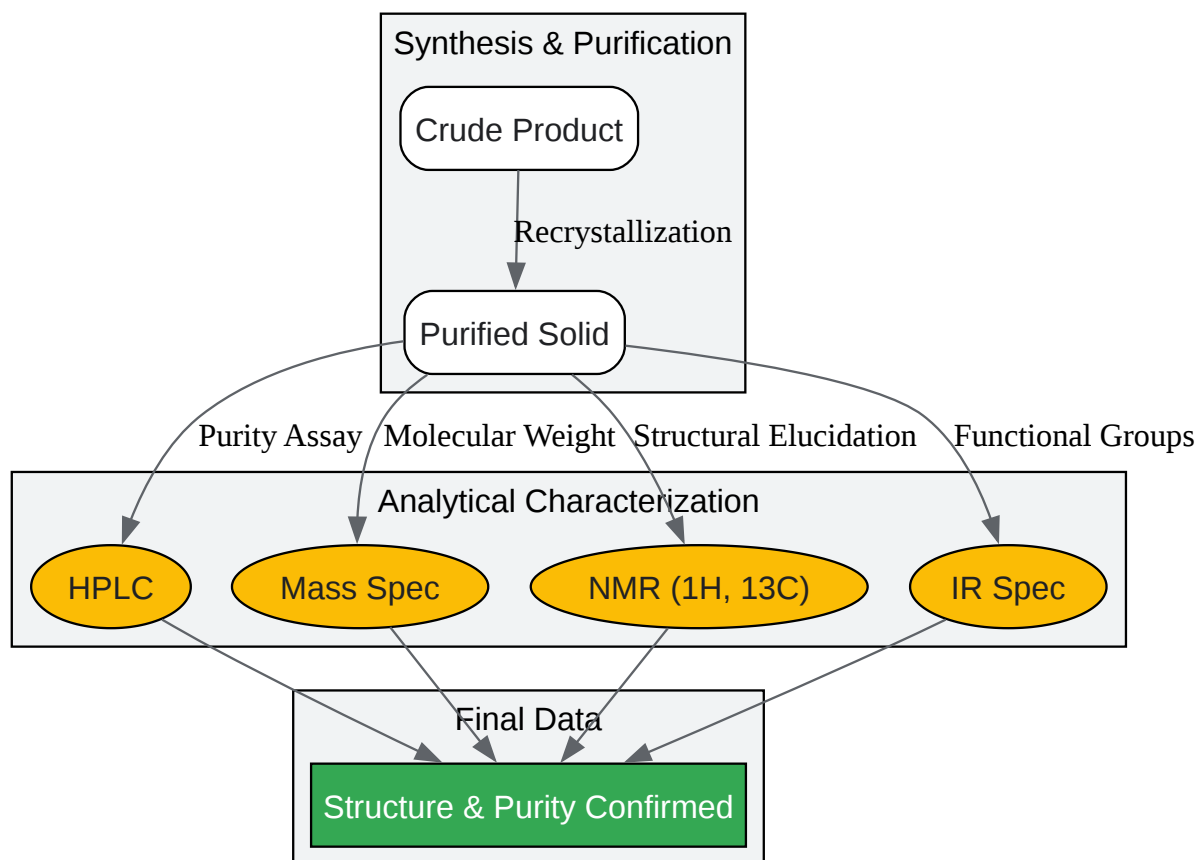 Synthesis & Purification
Crude Product
Recrystallization
Purified Solid
Purity Assay
Molecular Weight
Structural Elucidation
Functional Groups
Analytical Characterization
HPLC
Mass Spec
NMR (1H, 13C)
IR Spec
Final Data
Structure & Purity Confirmed